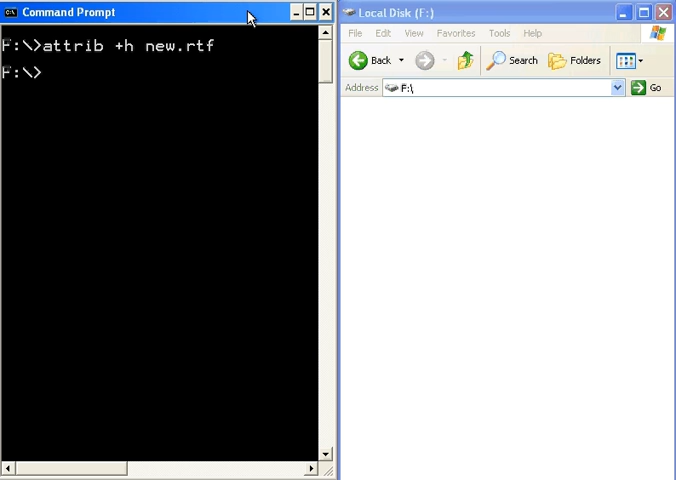 Command Prompt
F:\>attrib +h new.rtf
F:\>
Local Disk (F:)
File Edit View Favorites Tools Help
Back Search Folders
Address F:\ Go